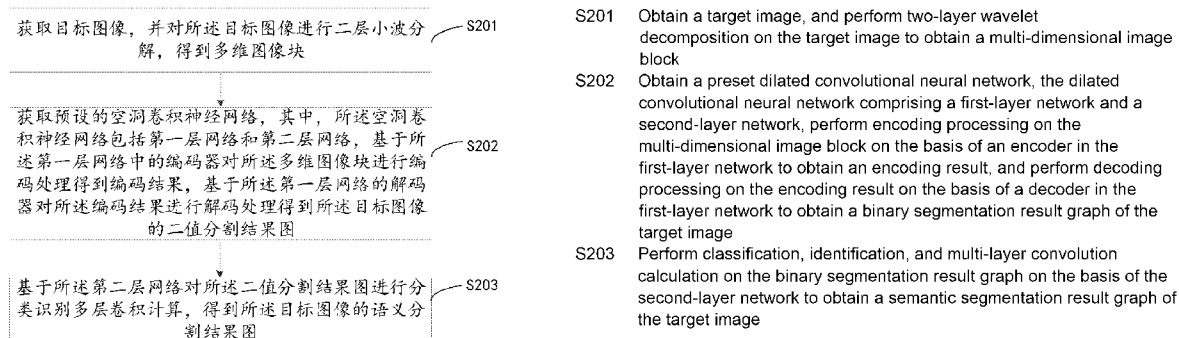 获取目标图像，并对所述目标图像进行二层小波分
解，得到多维图像块
S201
获取预设的空洞卷积神经网络，其中，所述空洞卷
积神经网络包括第一层网络和第二层网络，基于所
述第一层网络中的编码器对所述多维图像块进行编
码处理得到编码结果，基于所述第一层网络的解码
器对所述编码结果进行解码处理得到所述目标图像
的二值分割结果图
S202
基于所述第二层网络对所述二值分割结果图进行分
类识别多层卷积计算，得到所述目标图像的语义分
割结果图
S203
S201 Obtain a target image, and perform two-layer wavelet
decomposition on the target image to obtain a multi-dimensional image
block
S202 Obtain a preset dilated convolutional neural network, the dilated
convolutional neural network comprising a first-layer network and a
second-layer network, perform encoding processing on the
multi-dimensional image block on the basis of an encoder in the
first-layer network to obtain an encoding result, and perform decoding
processing on the encoding result on the basis of a decoder in the
first-layer network to obtain a binary segmentation result graph of the
target image
S203 Perform classification, identification, and multi-layer convolution
calculation on the binary segmentation result graph on the basis of the
second-layer network to obtain a semantic segmentation result graph of
the target image